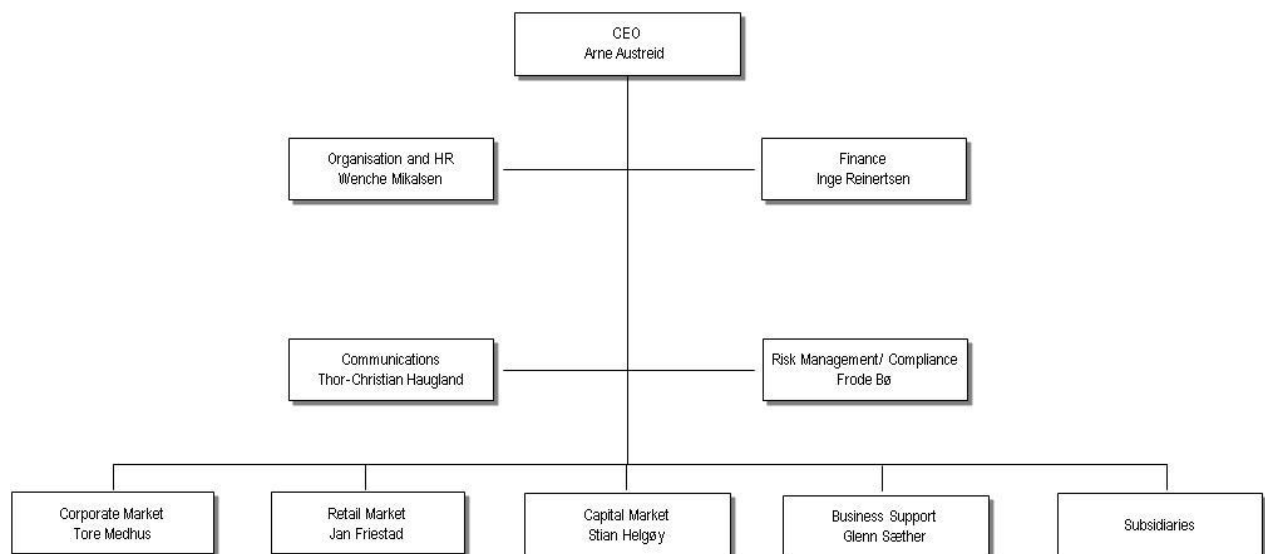 CEO
Arne Austreid
Organisation and HR
Wenche Mikalsen
Finance
Inge Reinertsen
Communications
Thor-Christian Haugland
Risk Management/ Compliance
Frode Bø
Corporate Market
Tore Medhus
Retail Market
Jan Friestad
Capital Market
Stian Helgøy
Business Support
Glenn Sæther
Subsidiaries